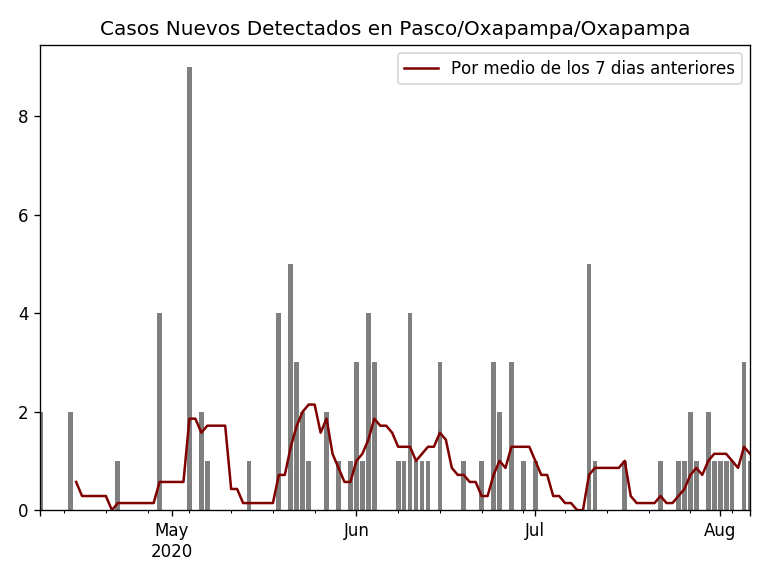 Casos Nuevos Detectados en Pasco/Oxapampa/Oxapampa
Por medio de los 7 dias anteriores
8
6
4
2
0
May Jun Jul Aug
2020